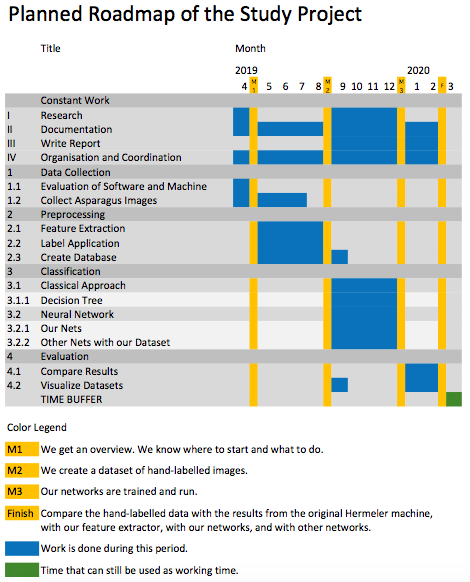 Planned Roadmap of the Study Project
Title Month
2019 2020
4 M1 5 6 7 8 M2 9 10 11 12 M3 1 2 F 3
Constant Work
I Research
II Documentation
III Write Report
IV Organisation and Coordination
1 Data Collection
1.1 Evaluation of Software and Machine
1.2 Collect Asparagus Images
2 Preprocessing
2.1 Feature Extraction
2.2 Label Application
2.3 Create Database
3 Classification
3.1 Classical Approach
3.1.1 Decision Tree
3.2 Neural Network
3.2.1 Our Nets
3.2.2 Other Nets with our Dataset
4 Evaluation
4.1 Compare Results
4.2 Visualize Datasets
TIME BUFFER
Color Legend
M1 We get an overview. We know where to start and what to do.
M2 We create a dataset of hand-labelled images.
M3 Our networks are trained and run.
Finish Compare the hand-labelled data with the results from the original Hermeler machine,
with our feature extractor, with our networks, and with other networks.
Work is done during this period.
Time that can still be used as working time.